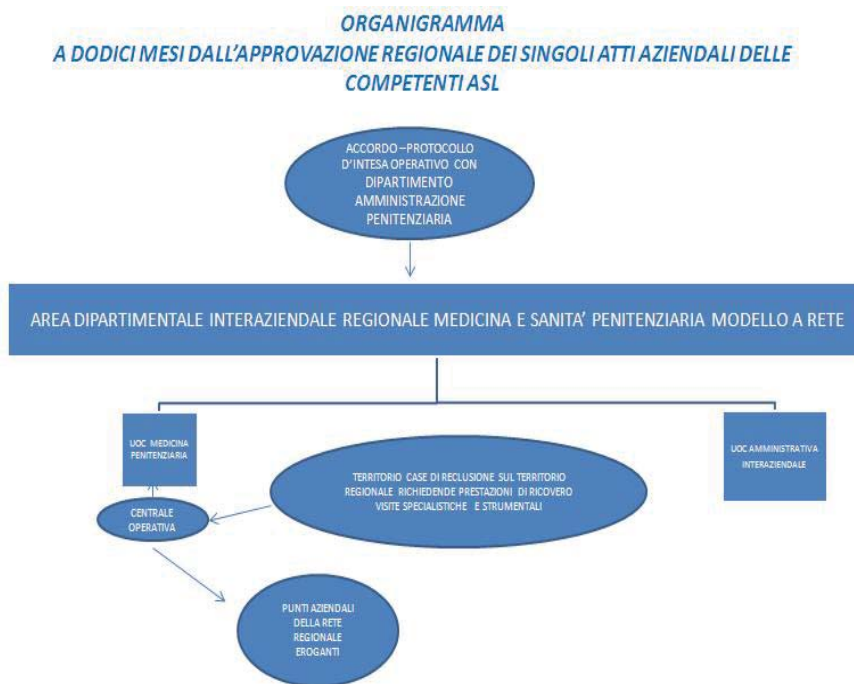 ORGANIGRAMMA
A DODICI MESI DALL'APPROVAZIONE REGIONALE DEI SINGOLI ATTI AZIENDALI DELLE
COMPETENTI ASL
ACCORDO –PROTOCOLLO
D'INTESA OPERATIVO CON
DIPARTIMENTO
AMMINISTRAZIONE
PENITENZIARIA
AREA DIPARTIMENTALE INTERAZIENDALE REGIONALE MEDICINA E SANITA' PENITENZIARIA MODELLO A RETE
UOC MEDICINA
PENITENZIARIA
UOC AMMINISTRATIVA
INTERAZIENDALE
TERRITORIO CASE DI RECLUSIONE SUL TERRITORIO
REGIONALE RICHIEDENDE PRESTAZIONI DI RICOVERO
VISITE SPECIALISTICHE E STRUMENTALI
CENTRALE
OPERATIVA
PUNTI AZIENDALI
DELLA RETE
REGIONALE
EROGANTI